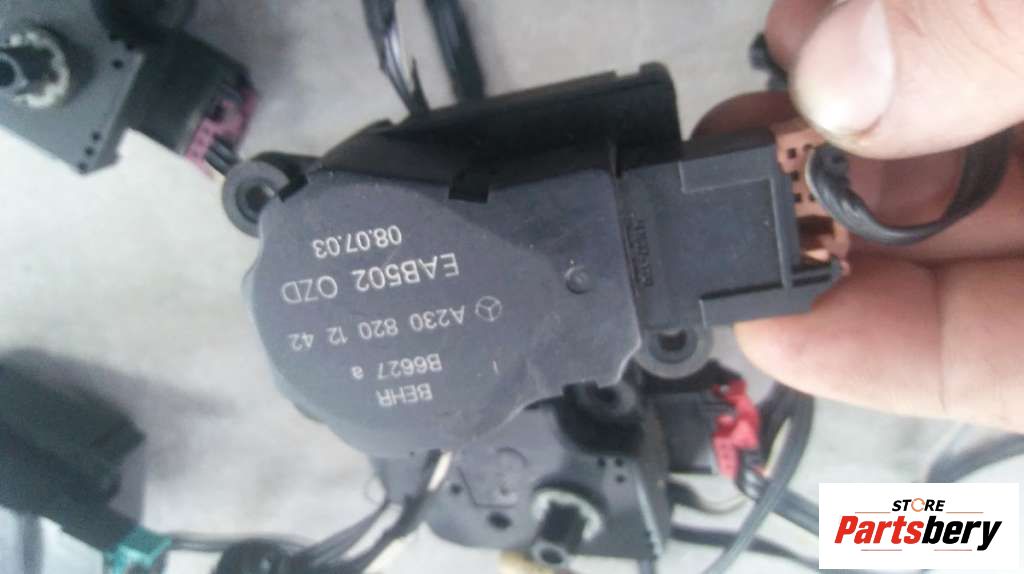 BEHR
B6627 a
A230 820 12 42
EAB502 OZD
08.07.03
STORE
Partsbery